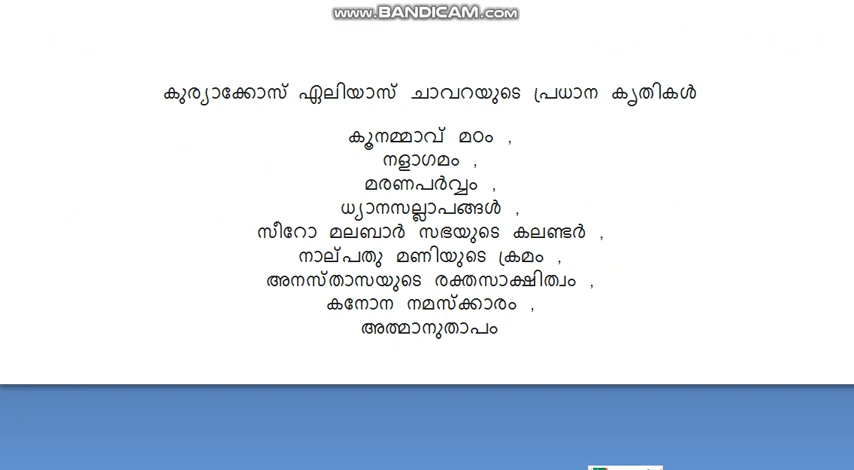 www.BANDICAM.com
കുര്യാക്കോസ് ഏലിയാസ് ചാവറയുടെ പ്രധാന കൃതികൾ
കൂനമ്മാവ് മഠം ,
നളാഗമം ,
മരണപർവ്വം ,
ധ്യാനസല്ലാപങ്ങൾ ,
സീറോ മലബാർ സഭയുടെ കലണ്ടർ ,
നാല്പതു മണിയുടെ ക്രമം ,
അനസ്താസയുടെ രക്തസാക്ഷിത്വം ,
കനോന നമസ്ക്കാരം ,
അത്മാനുതാപം